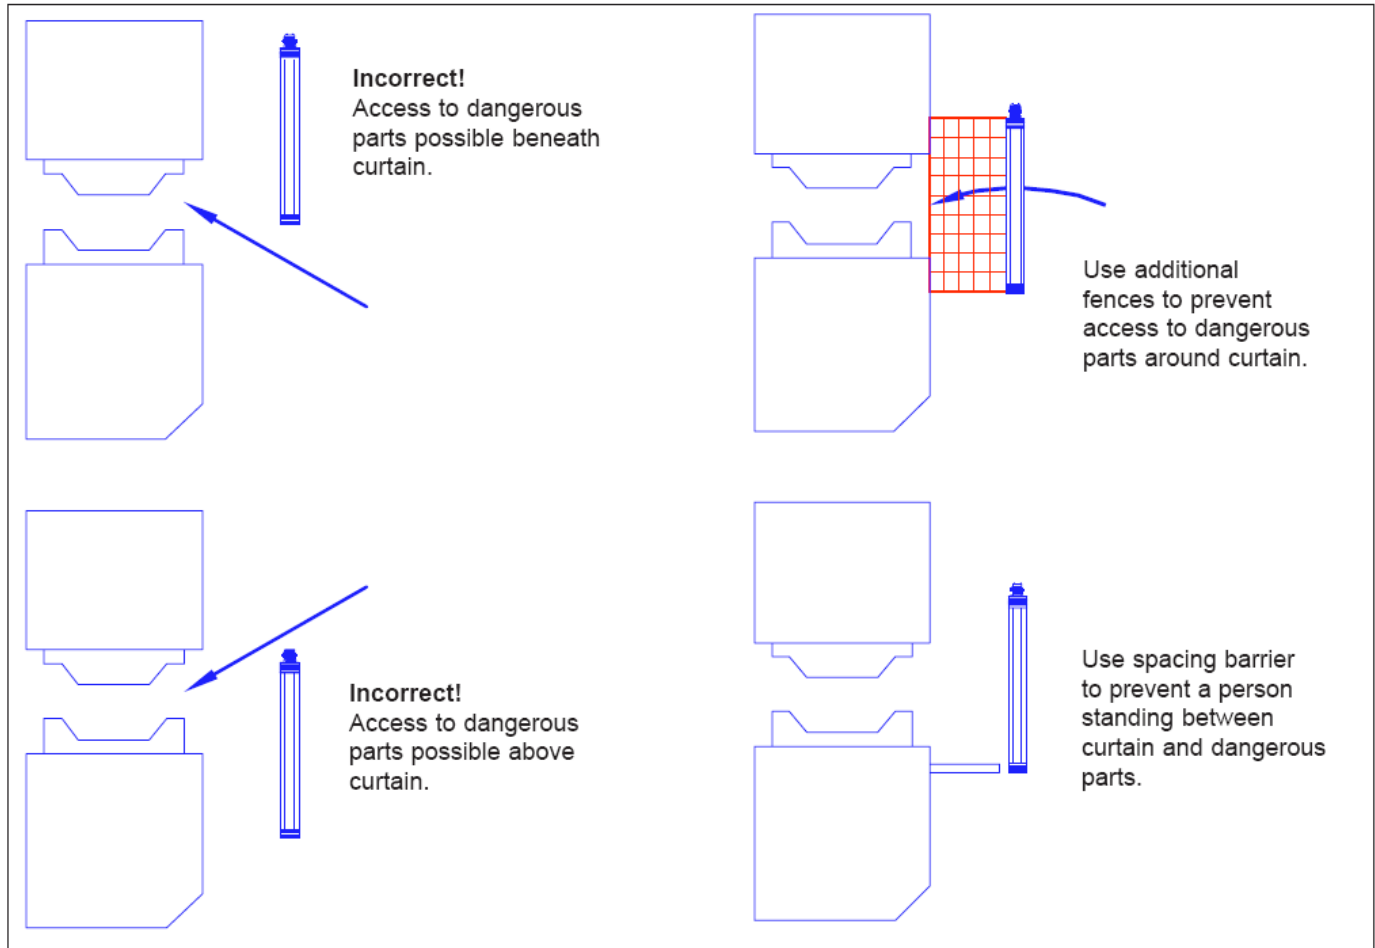 Incorrect!
Access to dangerous
parts possible beneath
curtain.
Use additional
fences to prevent
access to dangerous
parts around curtain.
Incorrect!
Access to dangerous
parts possible above
curtain.
Use spacing barrier
to prevent a person
standing between
curtain and dangerous
parts.